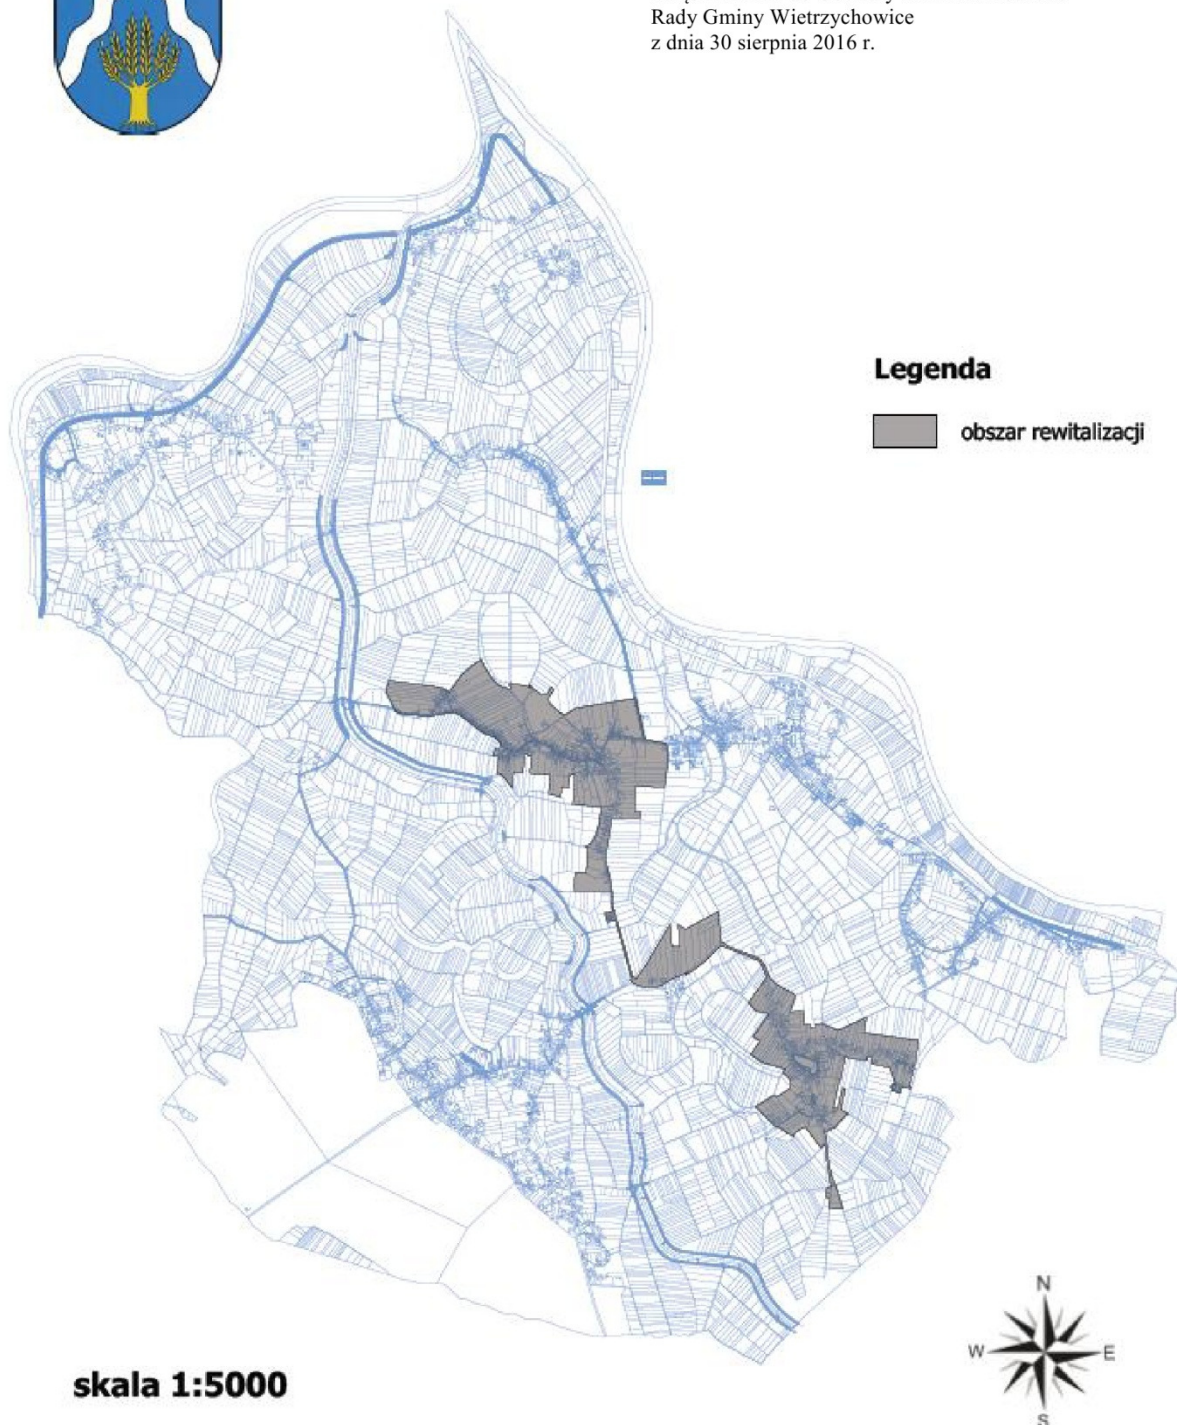 Rady Gminy Wietrzychowice
z dnia 30 sierpnia 2016 r.
Legenda
obszar rewitalizacji
N
W E
S
skala 1:5000